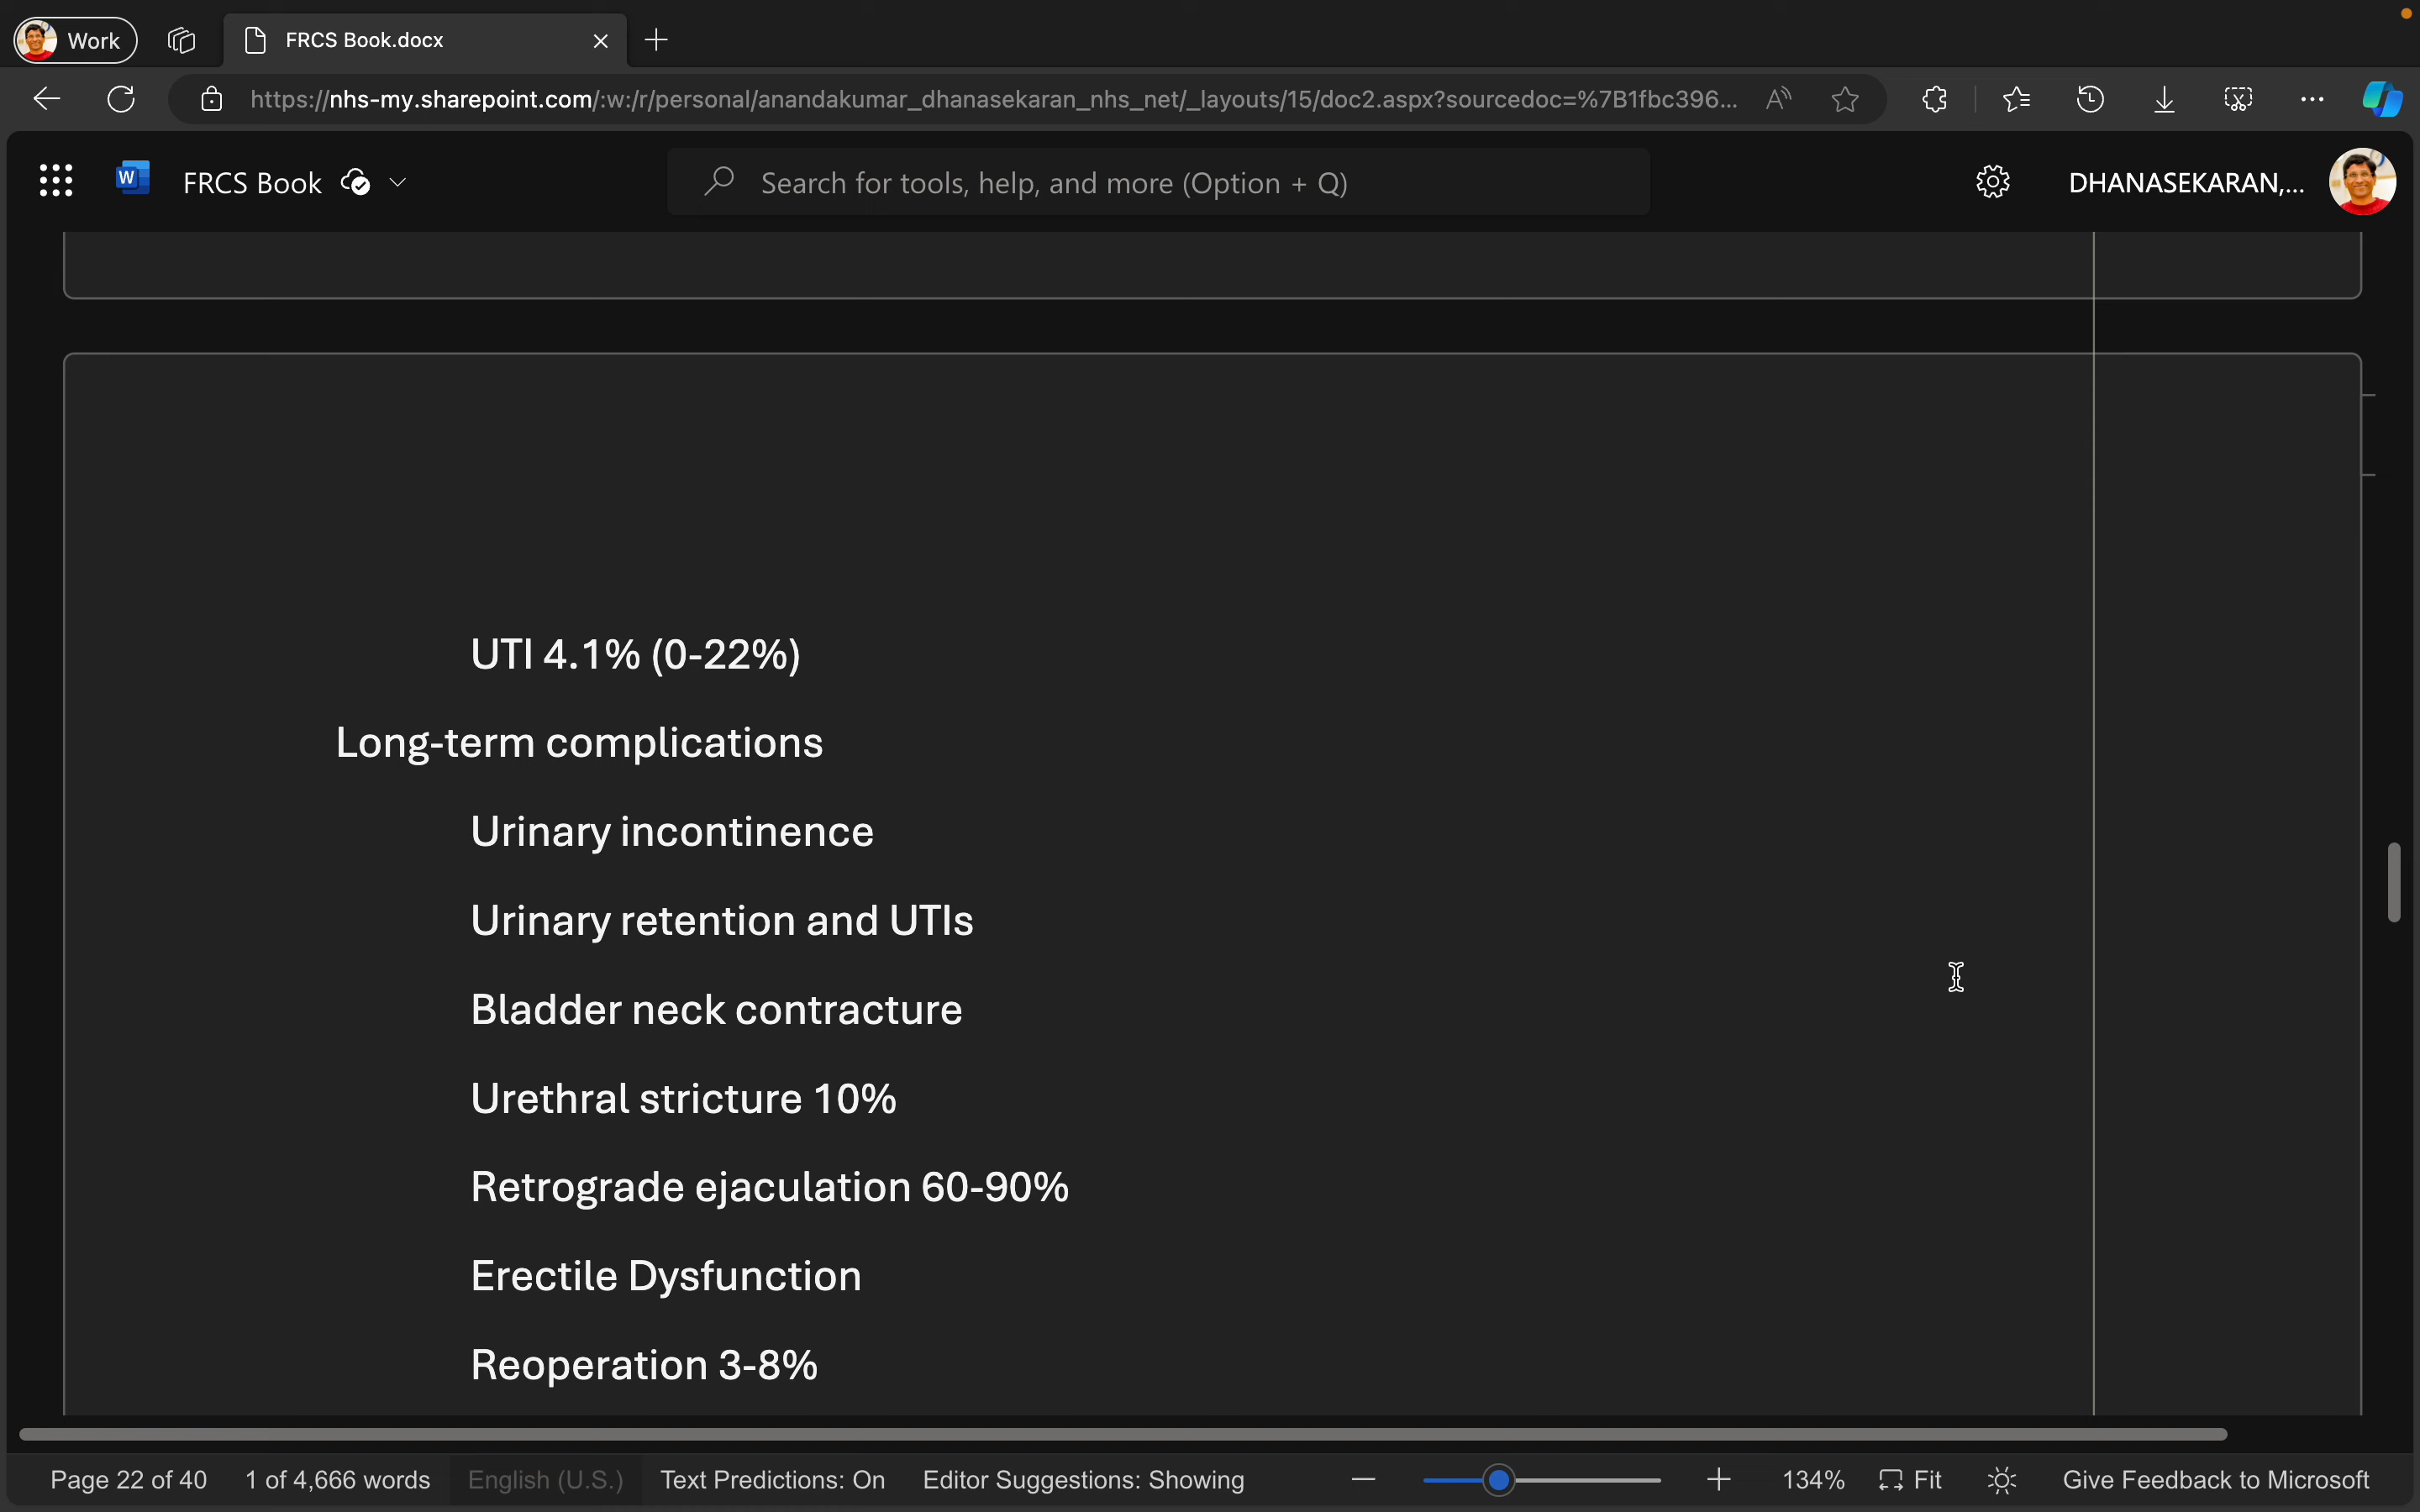 Work
FRCS Book.docx
https://nhs-my.sharepoint.com/:w:/r/personal/anandakumar_dhanasekaran_nhs_net/_layouts/15/doc2.aspx?sourcedoc=%7B1fbc396...
FRCS Book
Search for tools, help, and more (Option + Q)
DHANASEKARAN,...
UTI 4.1% (0-22%)
Long-term complications
Urinary incontinence
Urinary retention and UTIs
Bladder neck contracture
Urethral stricture 10%
Retrograde ejaculation 60-90%
Erectile Dysfunction
Reoperation 3-8%
Page 22 of 40 1 of 4,666 words English (U.S.) Text Predictions: On Editor Suggestions: Showing 134% Fit Give Feedback to Microsoft